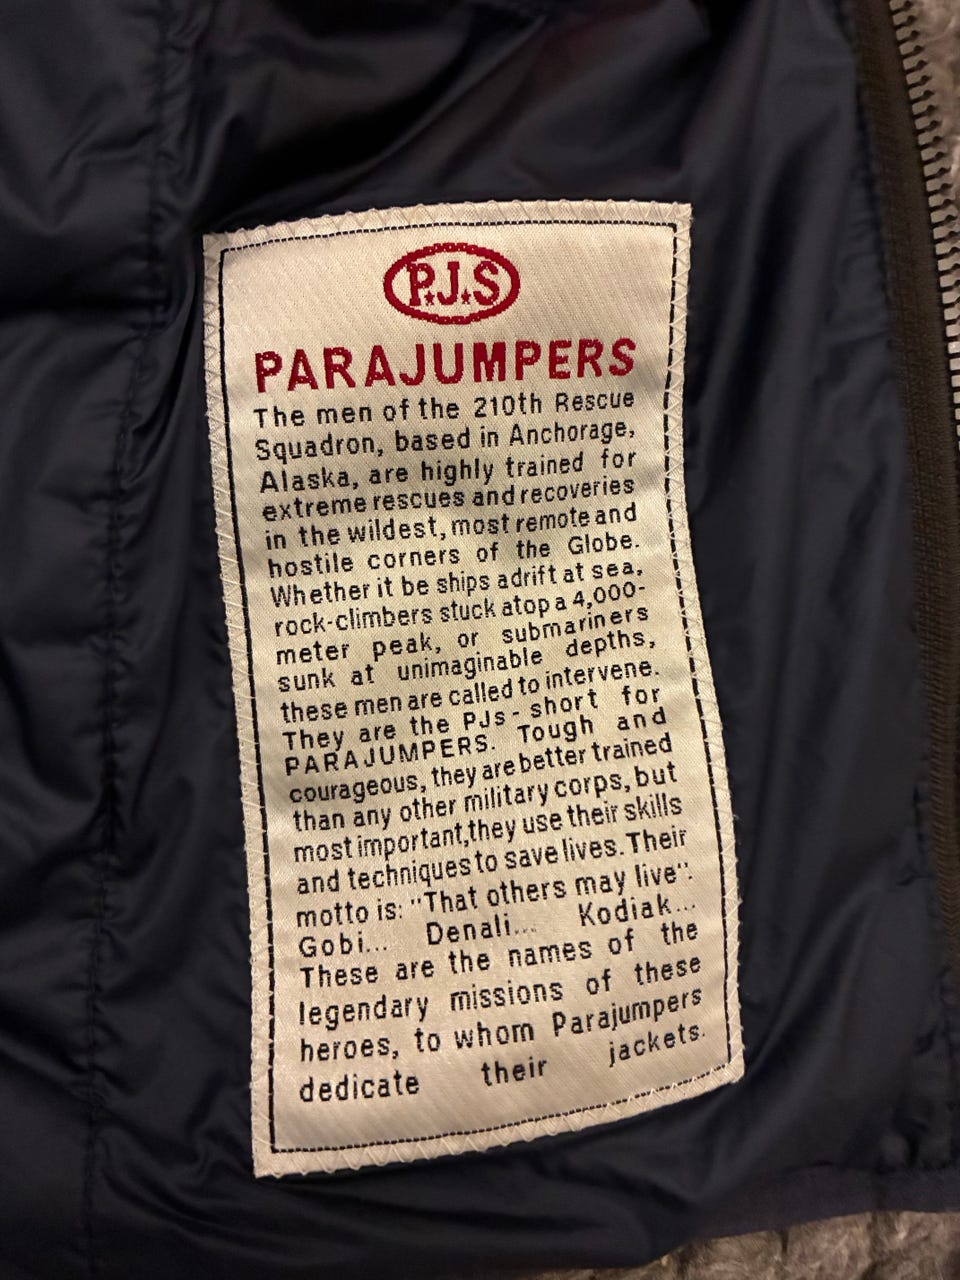 P.J.S
PARAJUMPERS
The men of the 210th Rescue
Squadron, based in Anchorage,
Alaska, are highly trained for
extreme rescues and recoveries
in the wildest, most remote and
hostile corners of the Globe.
Whether it be ships adrift at sea,
rock-climbers stuck atop a 4,000-
meter peak, or submariners
sunk at unimaginable depths,
these men are called to intervene.
They are the PJs - short for
PARAJUMPERS. Tough and
courageous, they are better trained
than any other military corps, but
most important,they use their skills
and techniques to save lives. Their
motto is: "That others may live".
Gobi... Denali... Kodiak...
These are the names of the
legendary missions of these
heroes, to whom Parajumpers
dedicate their jackets.